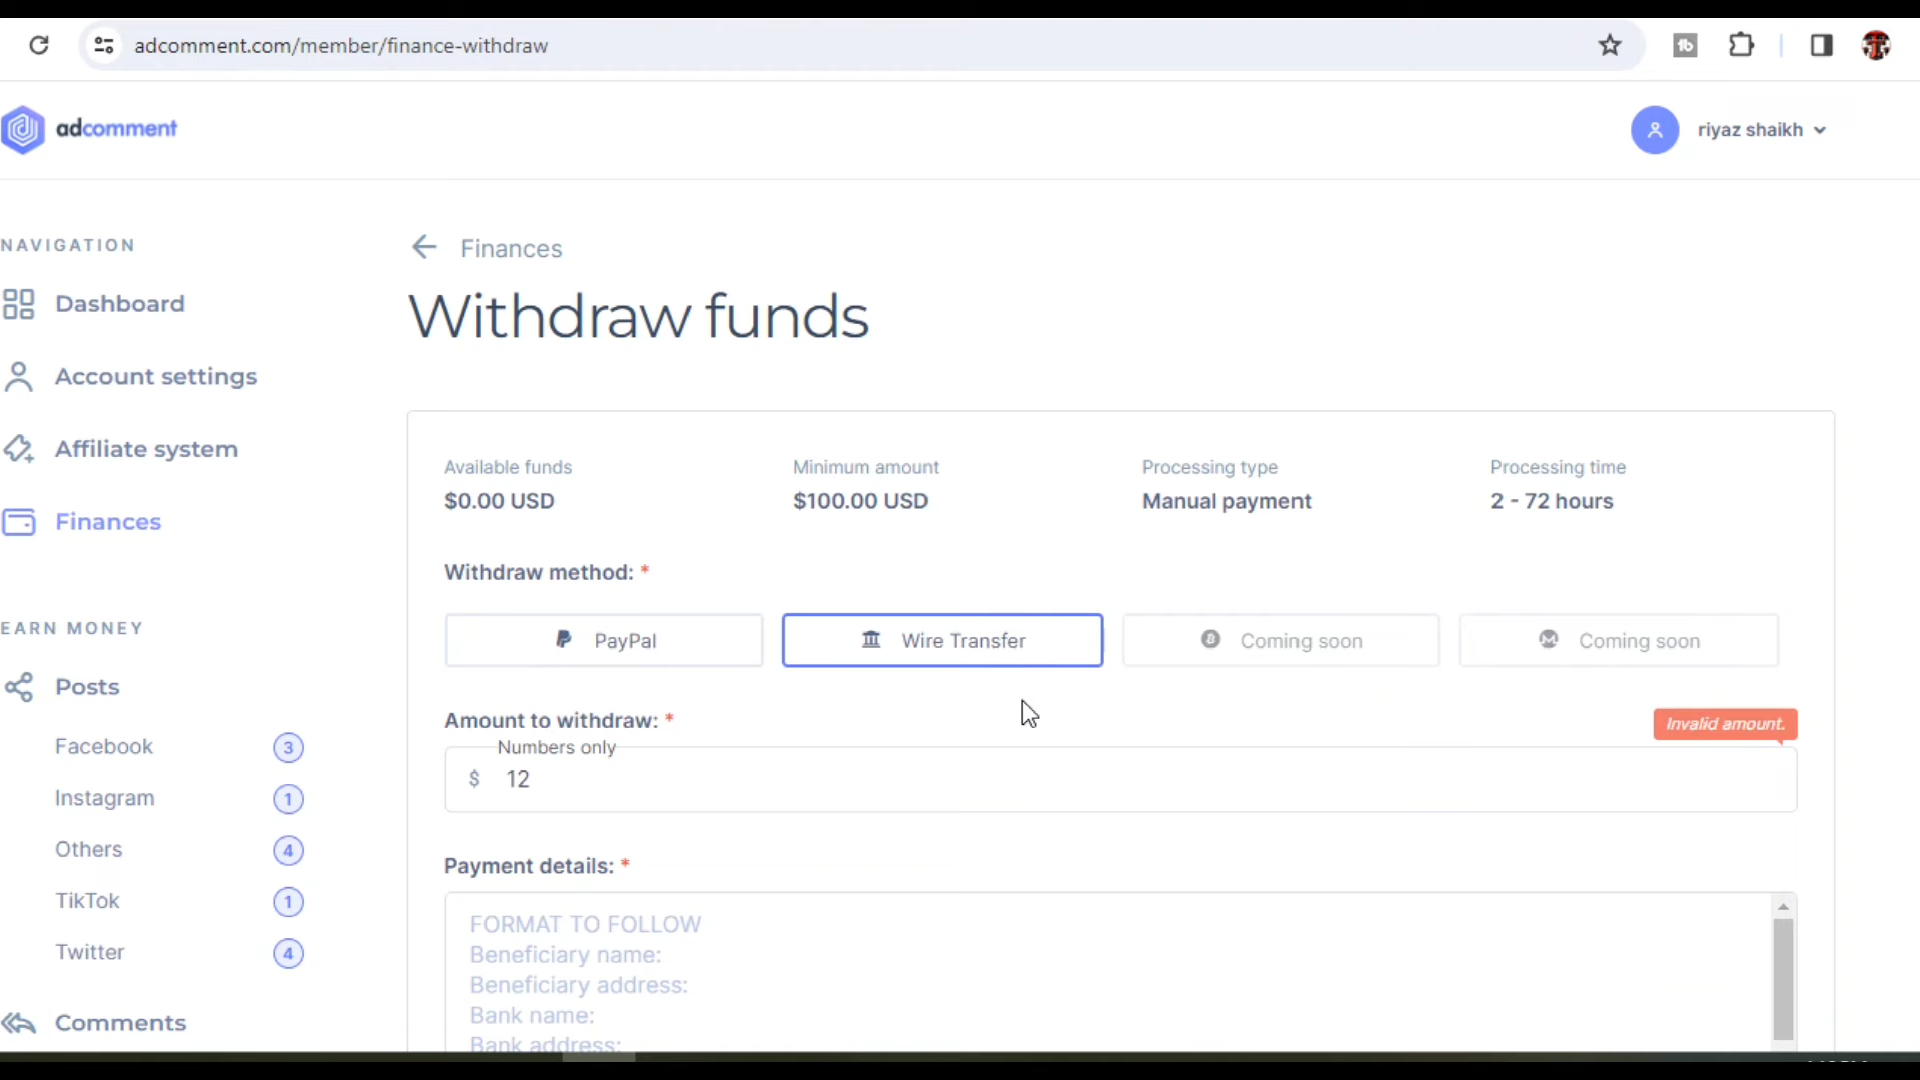 adcomment.com/member/finance-withdraw
adcomment
riyaz shaikh
NAVIGATION
Dashboard
Account settings
Affiliate system
Finances
EARN MONEY
Posts
Facebook 3
Instagram 1
Others 4
TikTok 1
Twitter 4
Comments
Finances
Withdraw funds
Available funds
$0.00 USD
Minimum amount
$100.00 USD
Processing type
Manual payment
Processing time
2 - 72 hours
Withdraw method: *
PayPal
Wire Transfer
Coming soon
Coming soon
Amount to withdraw: *
Invalid amount.
Numbers only
$ 12
Payment details: *
FORMAT TO FOLLOW
Beneficiary name:
Beneficiary address:
Bank name:
Bank address: